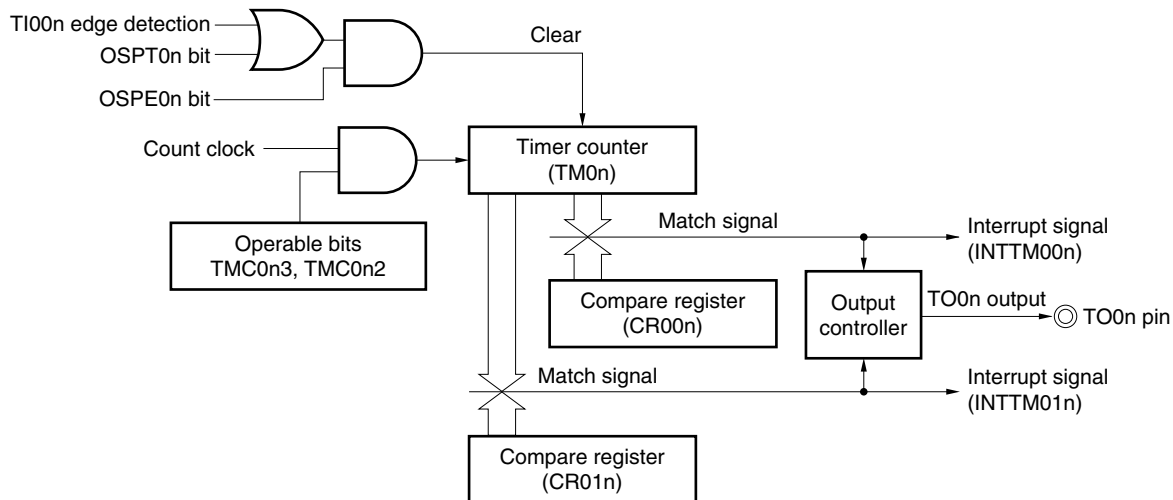 TI00n edge detection
OSPT0n bit
OSPE0n bit
Clear
Count clock
Timer counter
(TM0n)
Operable bits
TMC0n3, TMC0n2
Match signal
Interrupt signal
(INTTM00n)
Compare register
(CR00n)
Output
controller
TO0n output
TO0n pin
Match signal
Interrupt signal
(INTTM01n)
Compare register
(CR01n)